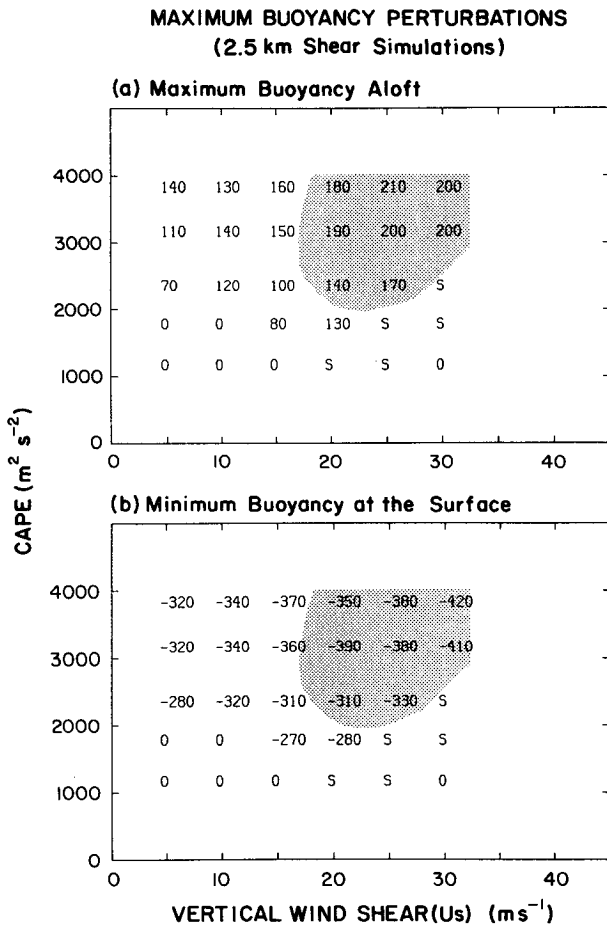 MAXIMUM BUOYANCY PERTURBATIONS
(2.5 km Shear Simulations)
(a) Maximum Buoyancy Aloft
4000
140 130 160 180 210 200
110 140 150 190 200 200
3000
70 120 100 140 170 S
2000
0 0 80 130 S S
0 0 0 S S 0
1000
0
0 10 20 30 40
(b) Minimum Buoyancy at the Surface
4000
-320 -340 -370 -350 -380 -420
-320 -340 -360 -390 -380 -410
3000
-280 -320 -310 -310 -330 S
2000
0 0 -270 -280 S S
0 0 0 S S 0
1000
0
0 10 20 30 40
VERTICAL WIND SHEAR(Us) (ms⁻¹)
CAPE (m² s⁻²)